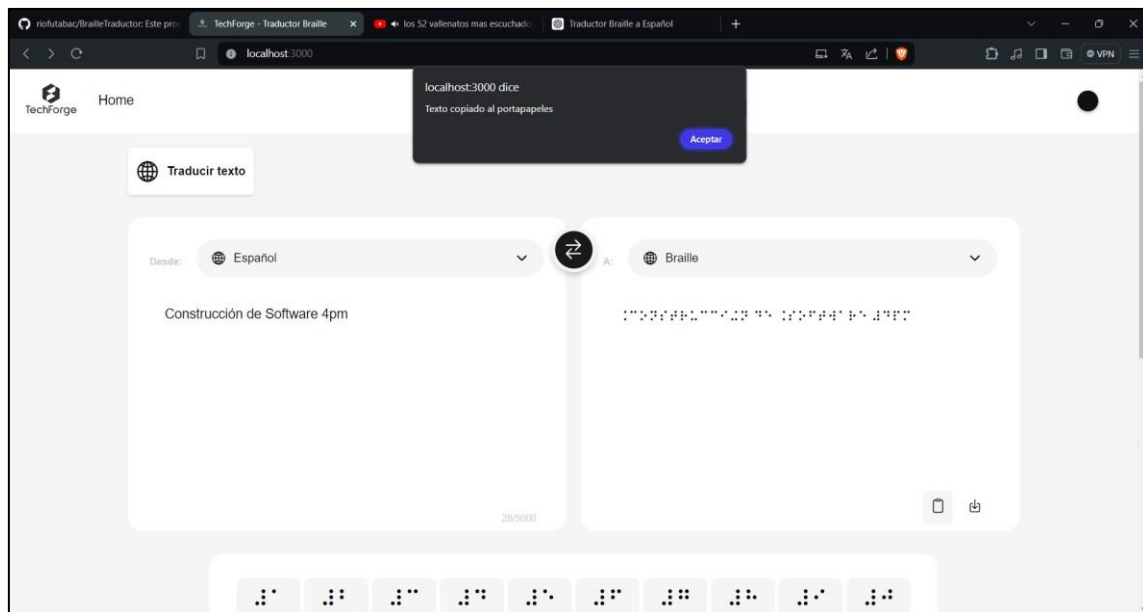 riofutabac/BrailleTraductor: Este proy
TechForge - Traductor Braille
los 52 vallenatos mas escuchado
Traductor Braille a Español
localhost:3000
VPN
localhost:3000 dice
Texto copiado al portapapeles
Aceptar
TechForge
Home
Traducir texto
Desde: Español
A: Braille
Construcción de Software 4pm
⠨⠉⠕⠝⠎⠞⠗⠥⠉⠉⠊⠬⠝ ⠙⠑ ⠨⠎⠕⠋⠞⠺⠁⠗⠑ ⠼⠙⠏⠍
28/5000
⠼⠁ ⠼⠃ ⠼⠉ ⠼⠙ ⠼⠑ ⠼⠋ ⠼⠛ ⠼⠓ ⠼⠊ ⠼⠚